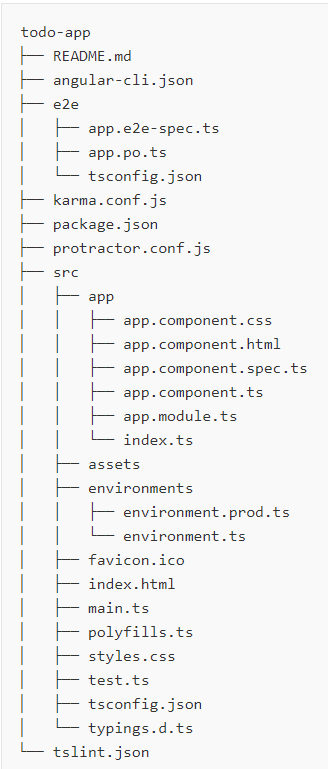 todo-app
├── README.md
├── angular-cli.json
├── e2e
│   ├── app.e2e-spec.ts
│   ├── app.po.ts
│   └── tsconfig.json
├── karma.conf.js
├── package.json
├── protractor.conf.js
├── src
│   ├── app
│   │   ├── app.component.css
│   │   ├── app.component.html
│   │   ├── app.component.spec.ts
│   │   ├── app.component.ts
│   │   ├── app.module.ts
│   │   └── index.ts
│   ├── assets
│   ├── environments
│   │   ├── environment.prod.ts
│   │   └── environment.ts
│   ├── favicon.ico
│   ├── index.html
│   ├── main.ts
│   ├── polyfills.ts
│   ├── styles.css
│   ├── test.ts
│   ├── tsconfig.json
│   └── typings.d.ts
└── tslint.json